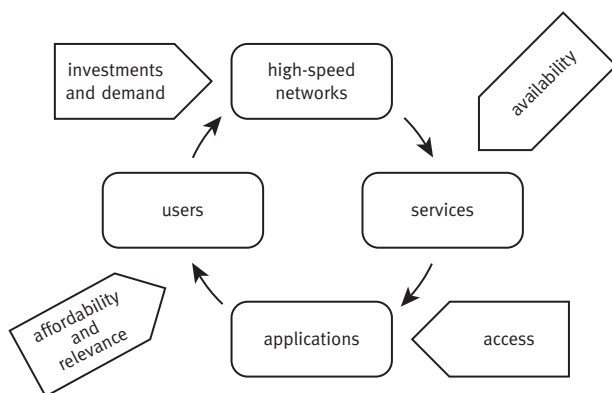 investments
and demand
high-speed
networks
availability
users
services
affordability
and
relevance
applications
access